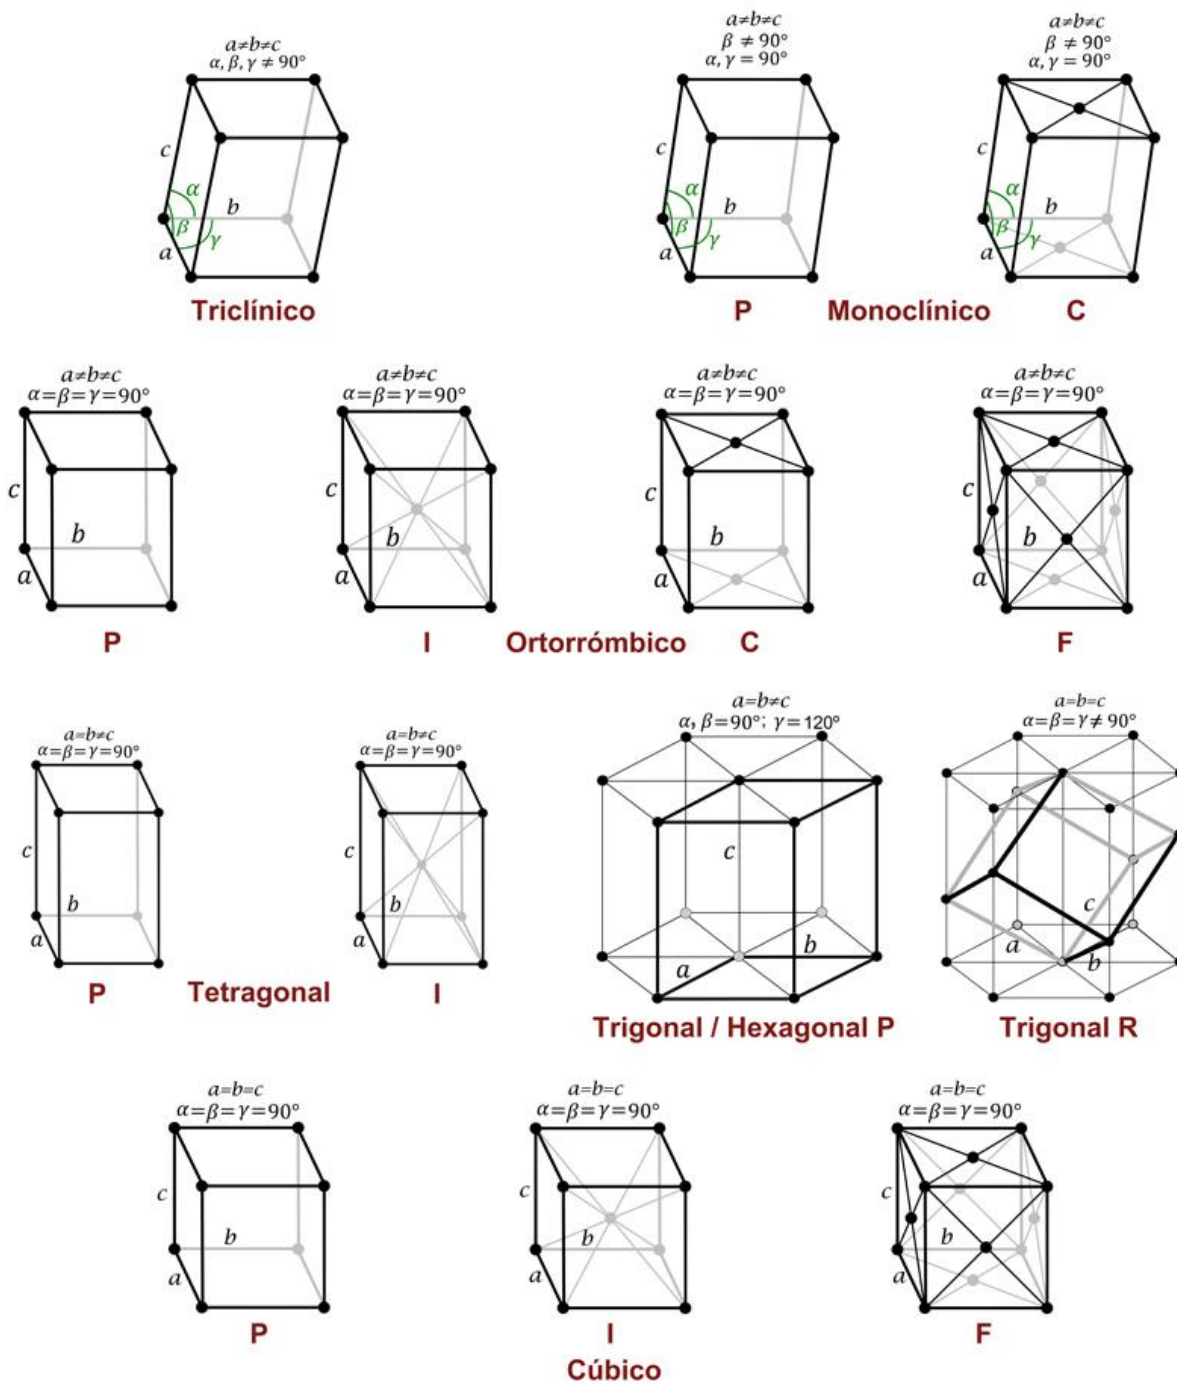 a≠b≠c
α, β, γ ≠ 90°
c
α
β
b
γ
a
Triclínico
a≠b≠c
β ≠ 90°
α, γ = 90°
c
α
β
b
γ
a
P
Monoclínico
a≠b≠c
β ≠ 90°
α, γ = 90°
c
α
β
b
γ
a
C
a≠b≠c
α=β=γ=90°
c
b
a
P
a≠b≠c
α=β=γ=90°
c
b
a
I
Ortorrómbico
a≠b≠c
α=β=γ=90°
c
b
a
C
a≠b≠c
α=β=γ=90°
c
b
a
F
a=b≠c
α=β=γ=90°
c
b
a
P
Tetragonal
a=b≠c
α=β=γ=90°
c
b
a
I
a=b≠c
α, β=90°; γ=120°
c
b
a
Trigonal / Hexagonal P
a=b=c
α=β=γ≠ 90°
c
a
b
Trigonal R
a=b=c
α=β=γ=90°
c
b
a
P
a=b=c
α=β=γ=90°
c
b
a
I
a=b=c
α=β=γ=90°
c
b
a
F
Cúbico